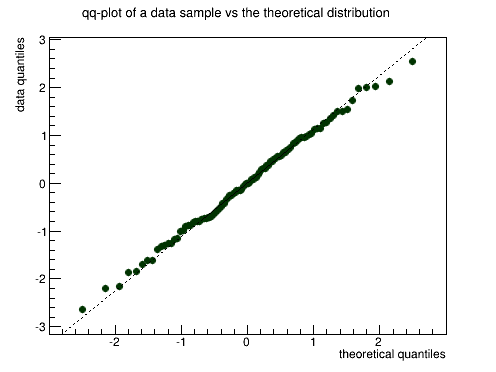 qq-plot of a data sample vs the theoretical distribution
data quantiles
3
2
1
0
-1
-2
-3
-2 -1 0 1 2
theoretical quantiles